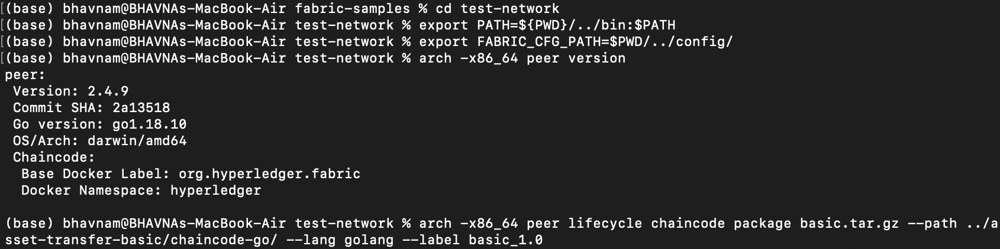 (base) bhavnam@BHAVNAs-MacBook-Air fabric-samples % cd test-network
[(base) bhavnam@BHAVNAs-MacBook-Air test-network % export PATH=${PWD}/../bin:$PATH
[(base) bhavnam@BHAVNAs-MacBook-Air test-network % export FABRIC_CFG_PATH=$PWD/../config/
[(base) bhavnam@BHAVNAs-MacBook-Air test-network % arch -x86_64 peer version
peer:
 Version: 2.4.9
 Commit SHA: 2a13518
 Go version: go1.18.10
 OS/Arch: darwin/amd64
 Chaincode:
  Base Docker Label: org.hyperledger.fabric
  Docker Namespace: hyperledger

(base) bhavnam@BHAVNAs-MacBook-Air test-network % arch -x86_64 peer lifecycle chaincode package basic.tar.gz --path ../a
sset-transfer-basic/chaincode-go/ --lang golang --label basic_1.0